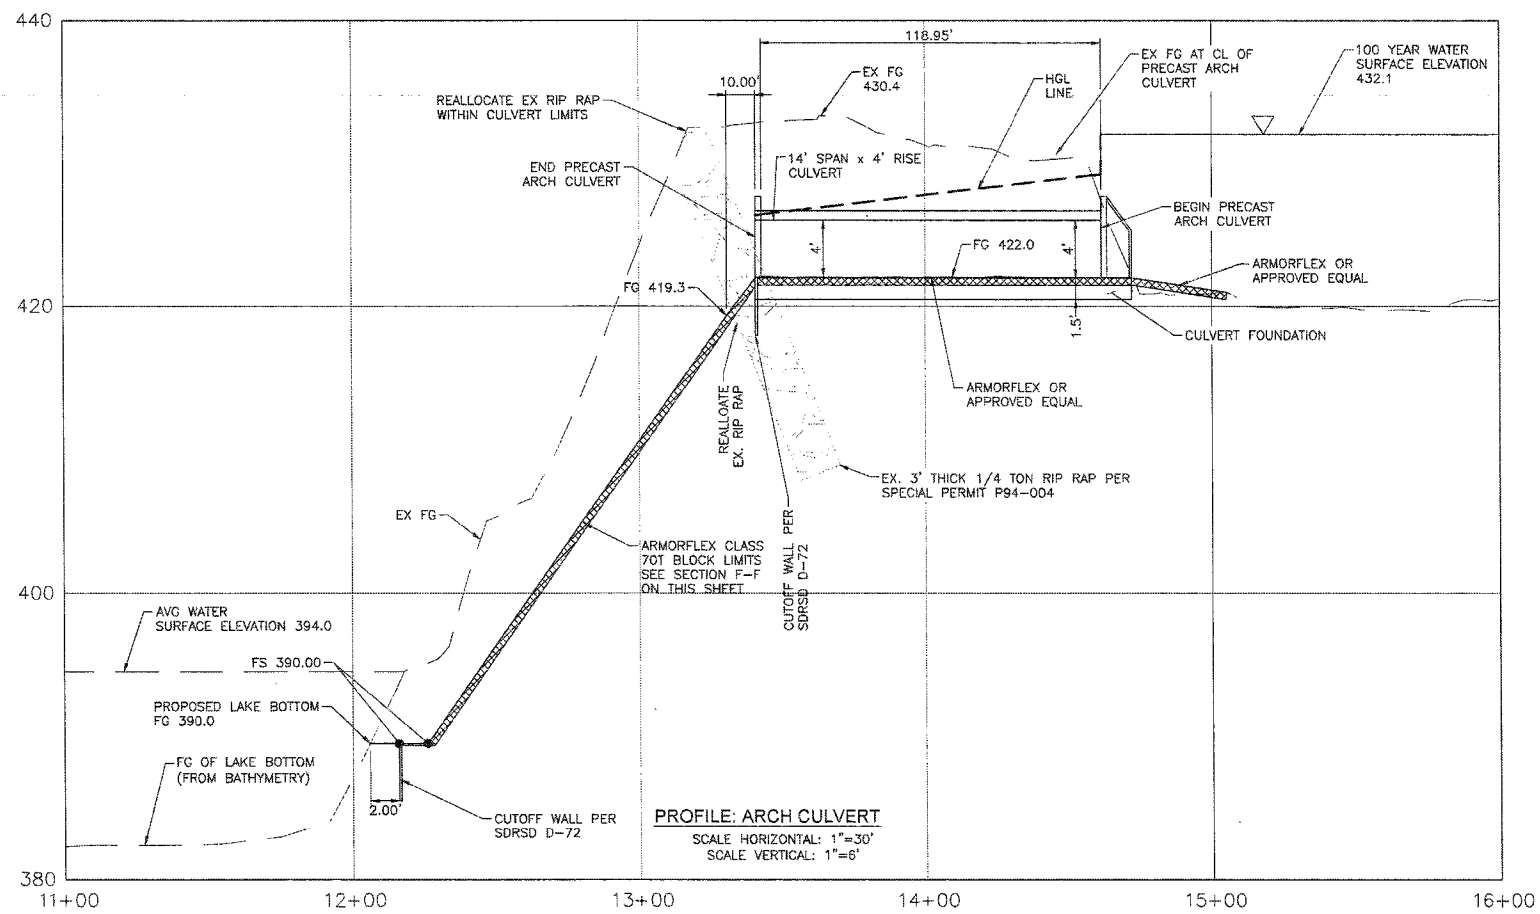 440
118.95'
10.00'
EX FG
430.4
HGL
LINE
EX FG AT CL OF
PRECAST ARCH
CULVERT
100 YEAR WATER
SURFACE ELEVATION
432.1
REALLOCATE EX RIP RAP
WITHIN CULVERT LIMITS
END PRECAST
ARCH CULVERT
14' SPAN x 4' RISE
CULVERT
BEGIN PRECAST
ARCH CULVERT
4'
FG 422.0
4'
ARMORFLEX OR
APPROVED EQUAL
FG 419.3
420
1.5'
CULVERT FOUNDATION
REALLOATE
EX. RIP RAP
ARMORFLEX OR
APPROVED EQUAL
EX. 3' THICK 1/4 TON RIP RAP PER
SPECIAL PERMIT P94-004
EX FG
CUTOFF WALL PER
SDRSD D-72
ARMORFLEX CLASS
70T BLOCK LIMITS
SEE SECTION F-F
ON THIS SHEET
400
AVG WATER
SURFACE ELEVATION 394.0
FS 390.00
PROPOSED LAKE BOTTOM
FG 390.0
FG OF LAKE BOTTOM
(FROM BATHYMETRY)
2.00'
CUTOFF WALL PER
SDRSD D-72
PROFILE: ARCH CULVERT
SCALE HORIZONTAL: 1"=30'
SCALE VERTICAL: 1"=6'
380
11+00
12+00
13+00
14+00
15+00
16+00